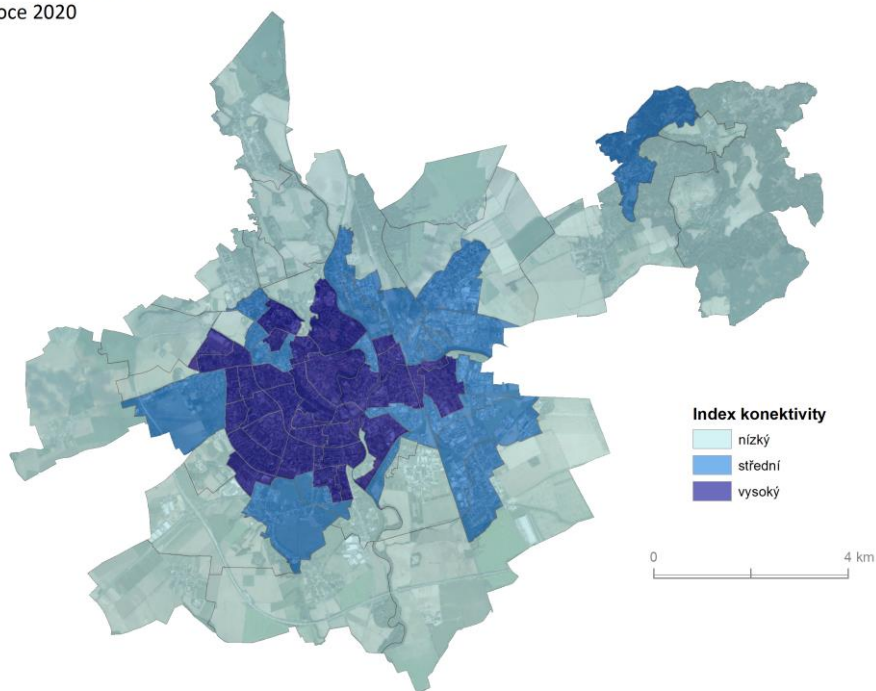 oce 2020
Index konektivity
nízký
střední
vysoký
0 4 km